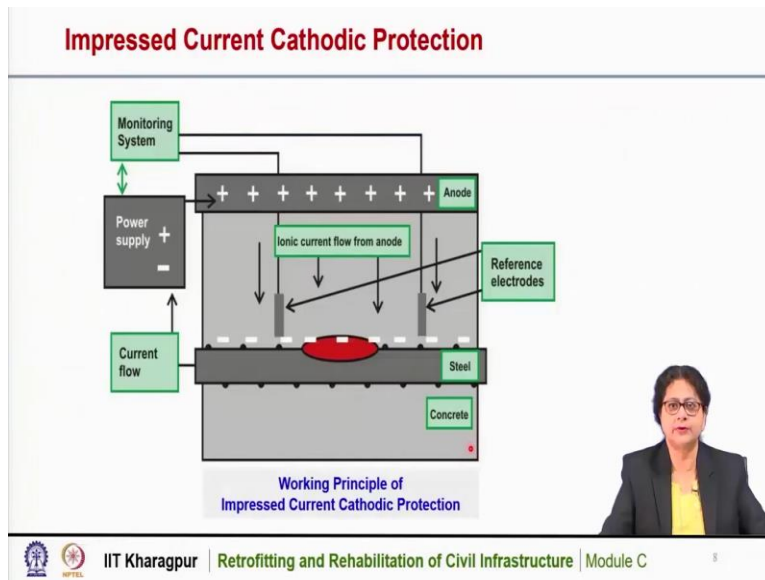 Impressed Current Cathodic Protection
Monitoring
System
+ + + + + + + + Anode
Power
supply +
Ionic current flow from anode
Reference
electrodes
Current
flow
Steel
Concrete
Working Principle of
Impressed Current Cathodic Protection
NPTEL
IIT Kharagpur | Retrofitting and Rehabilitation of Civil Infrastructure | Module C